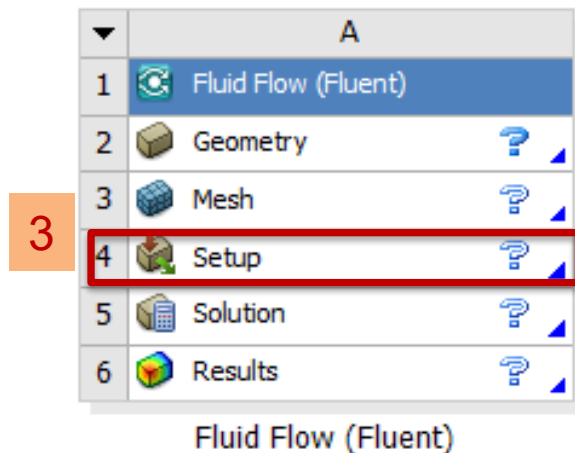 A
1 Fluid Flow (Fluent)
2 Geometry ?
3 Mesh ?
3
4 Setup ?
5 Solution ?
6 Results ?
Fluid Flow (Fluent)